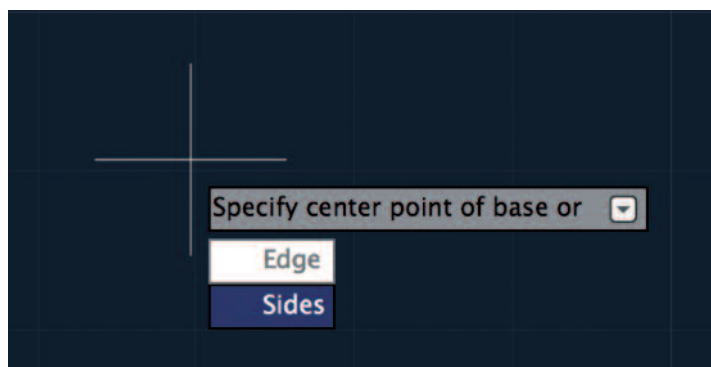 Specify center point of base or
Edge
Sides